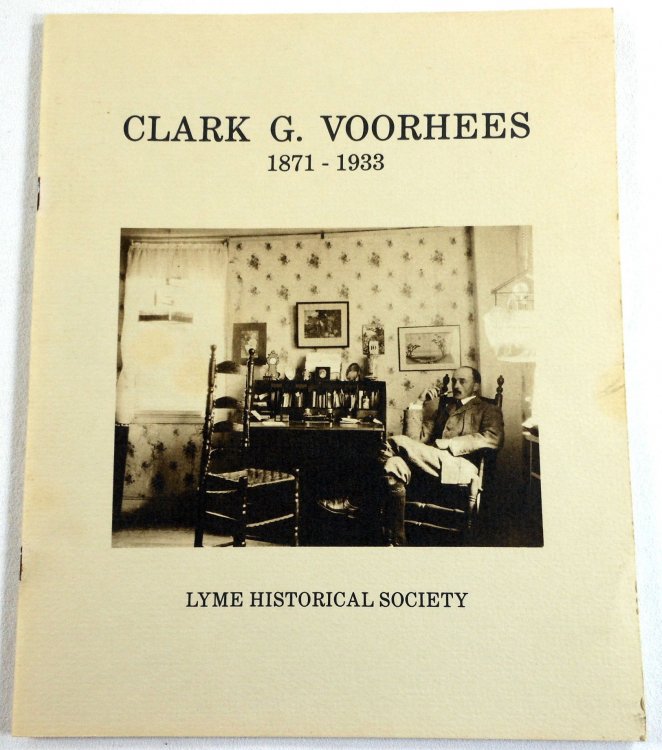 CLARK G. VOORHEES
1871 - 1933
LYME HISTORICAL SOCIETY